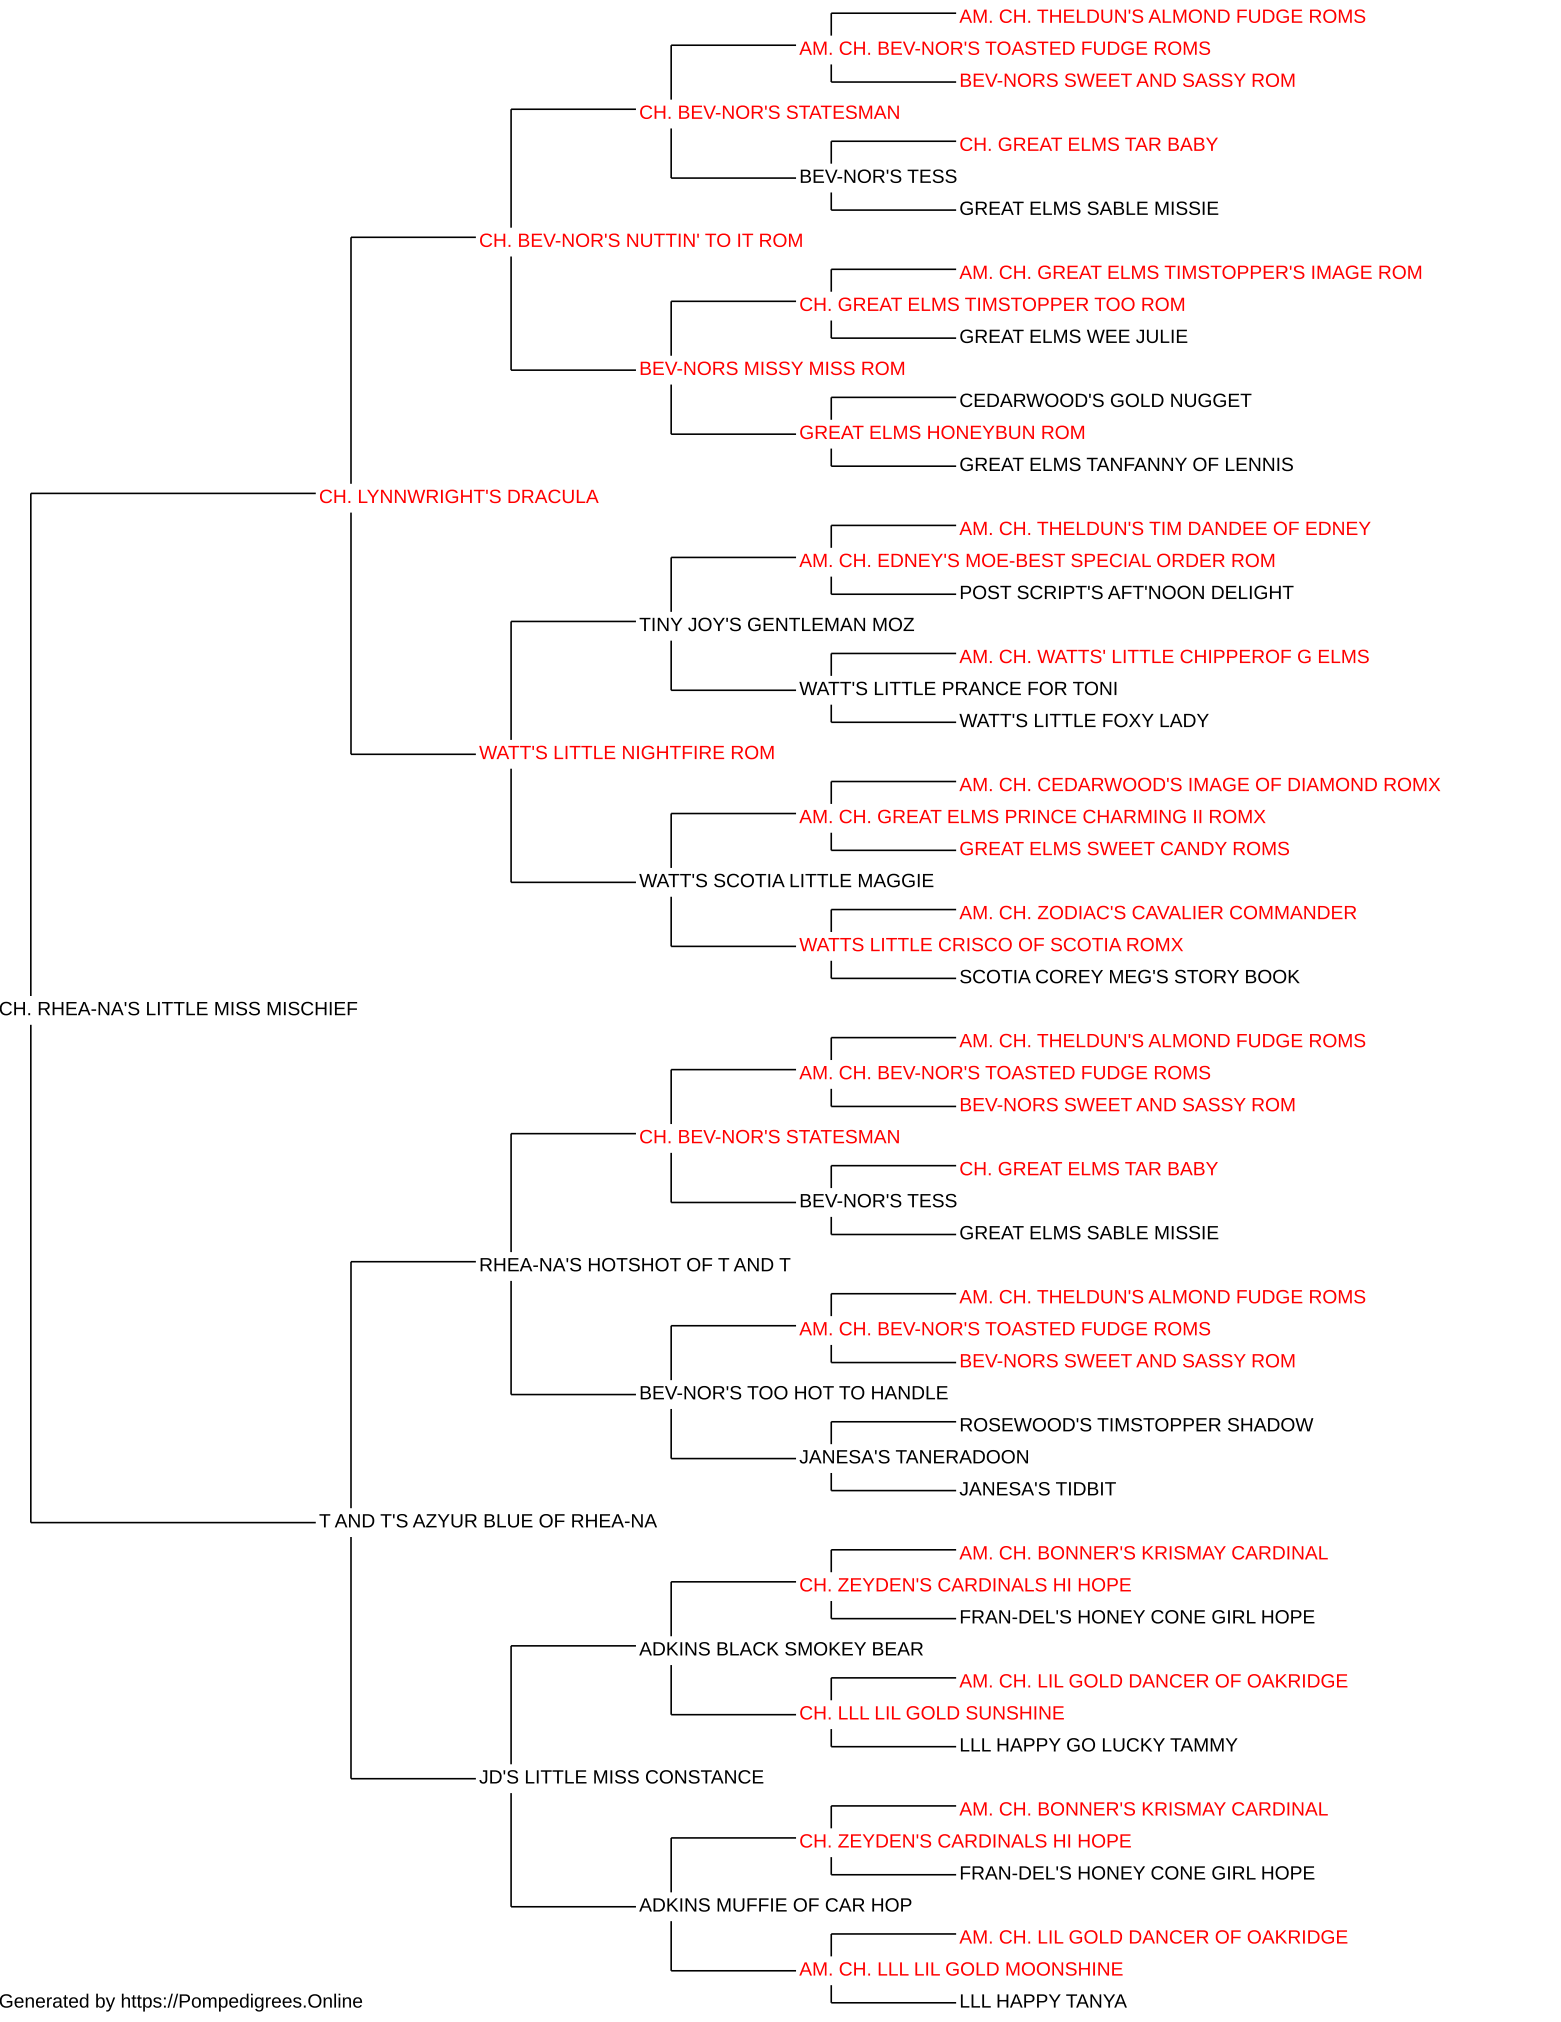 AM. CH. THELDUN'S ALMOND FUDGE ROMS
AM. CH. BEV-NOR'S TOASTED FUDGE ROMS
BEV-NORS SWEET AND SASSY ROM
CH. BEV-NOR'S STATESMAN
CH. GREAT ELMS TAR BABY
BEV-NOR'S TESS
GREAT ELMS SABLE MISSIE
CH. BEV-NOR'S NUTTIN' TO IT ROM
AM. CH. GREAT ELMS TIMSTOPPER'S IMAGE ROM
CH. GREAT ELMS TIMSTOPPER TOO ROM
GREAT ELMS WEE JULIE
BEV-NORS MISSY MISS ROM
CEDARWOOD'S GOLD NUGGET
GREAT ELMS HONEYBUN ROM
GREAT ELMS TANFANNY OF LENNIS
CH. LYNNWRIGHT'S DRACULA
AM. CH. THELDUN'S TIM DANDEE OF EDNEY
AM. CH. EDNEY'S MOE-BEST SPECIAL ORDER ROM
POST SCRIPT'S AFT'NOON DELIGHT
TINY JOY'S GENTLEMAN MOZ
AM. CH. WATTS' LITTLE CHIPPEROF G ELMS
WATT'S LITTLE PRANCE FOR TONI
WATT'S LITTLE FOXY LADY
WATT'S LITTLE NIGHTFIRE ROM
AM. CH. CEDARWOOD'S IMAGE OF DIAMOND ROMX
AM. CH. GREAT ELMS PRINCE CHARMING II ROMX
GREAT ELMS SWEET CANDY ROMS
WATT'S SCOTIA LITTLE MAGGIE
AM. CH. ZODIAC'S CAVALIER COMMANDER
WATTS LITTLE CRISCO OF SCOTIA ROMX
SCOTIA COREY MEG'S STORY BOOK
CH. RHEA-NA'S LITTLE MISS MISCHIEF
AM. CH. THELDUN'S ALMOND FUDGE ROMS
AM. CH. BEV-NOR'S TOASTED FUDGE ROMS
BEV-NORS SWEET AND SASSY ROM
CH. BEV-NOR'S STATESMAN
CH. GREAT ELMS TAR BABY
BEV-NOR'S TESS
GREAT ELMS SABLE MISSIE
RHEA-NA'S HOTSHOT OF T AND T
AM. CH. THELDUN'S ALMOND FUDGE ROMS
AM. CH. BEV-NOR'S TOASTED FUDGE ROMS
BEV-NORS SWEET AND SASSY ROM
BEV-NOR'S TOO HOT TO HANDLE
ROSEWOOD'S TIMSTOPPER SHADOW
JANESA'S TANERADOON
JANESA'S TIDBIT
T AND T'S AZYUR BLUE OF RHEA-NA
AM. CH. BONNER'S KRISMAY CARDINAL
CH. ZEYDEN'S CARDINALS HI HOPE
FRAN-DEL'S HONEY CONE GIRL HOPE
ADKINS BLACK SMOKEY BEAR
AM. CH. LIL GOLD DANCER OF OAKRIDGE
CH. LLL LIL GOLD SUNSHINE
LLL HAPPY GO LUCKY TAMMY
JD'S LITTLE MISS CONSTANCE
AM. CH. BONNER'S KRISMAY CARDINAL
CH. ZEYDEN'S CARDINALS HI HOPE
FRAN-DEL'S HONEY CONE GIRL HOPE
ADKINS MUFFIE OF CAR HOP
AM. CH. LIL GOLD DANCER OF OAKRIDGE
AM. CH. LLL LIL GOLD MOONSHINE
LLL HAPPY TANYA
Generated by https://Pompedigrees.Online